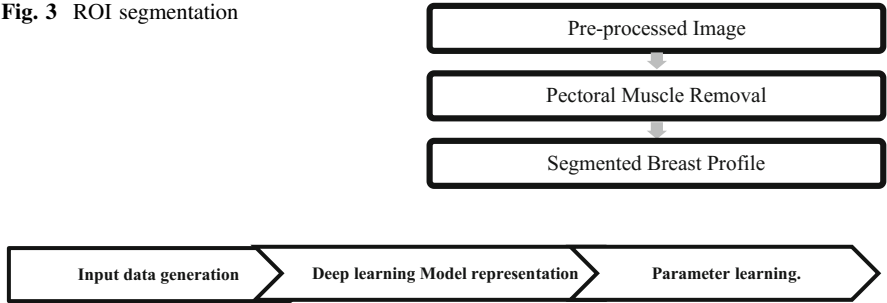 Fig. 3 ROI segmentation
Pre-processed Image
Pectoral Muscle Removal
Segmented Breast Profile
Input data generation
Deep learning Model representation
Parameter learning.